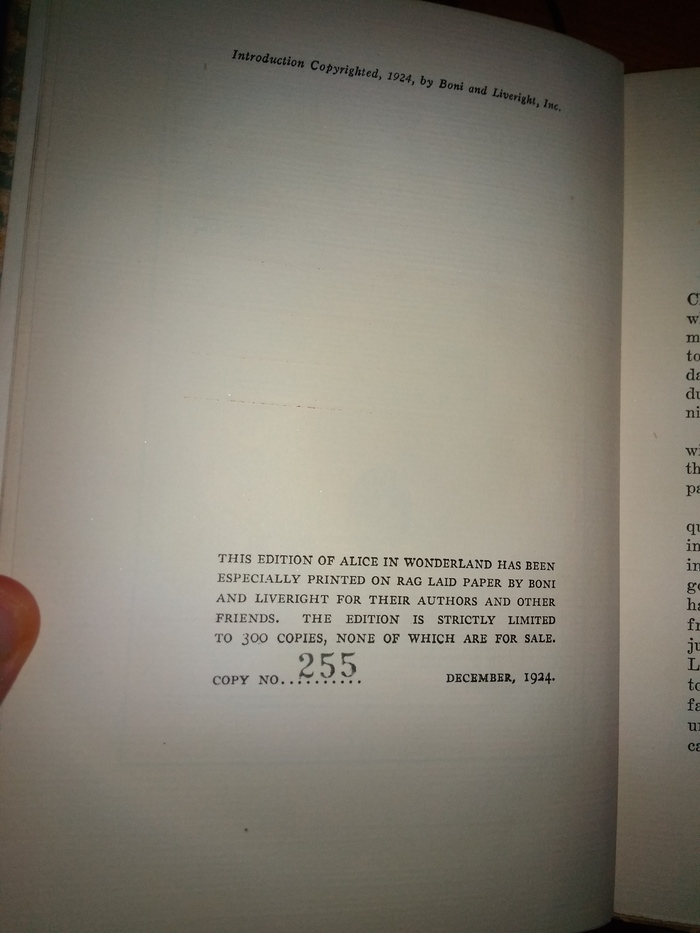 Introduction Copyrighted, 1924, by Boni and Liveright, Inc.
THIS EDITION OF ALICE IN WONDERLAND HAS BEEN
ESPECIALLY PRINTED ON RAG LAID PAPER BY BONI
AND LIVERIGHT FOR THEIR AUTHORS AND OTHER
FRIENDS. THE EDITION IS STRICTLY LIMITED
TO 300 COPIES, NONE OF WHICH ARE FOR SALE.
COPY NO..255........ DECEMBER, 1924.